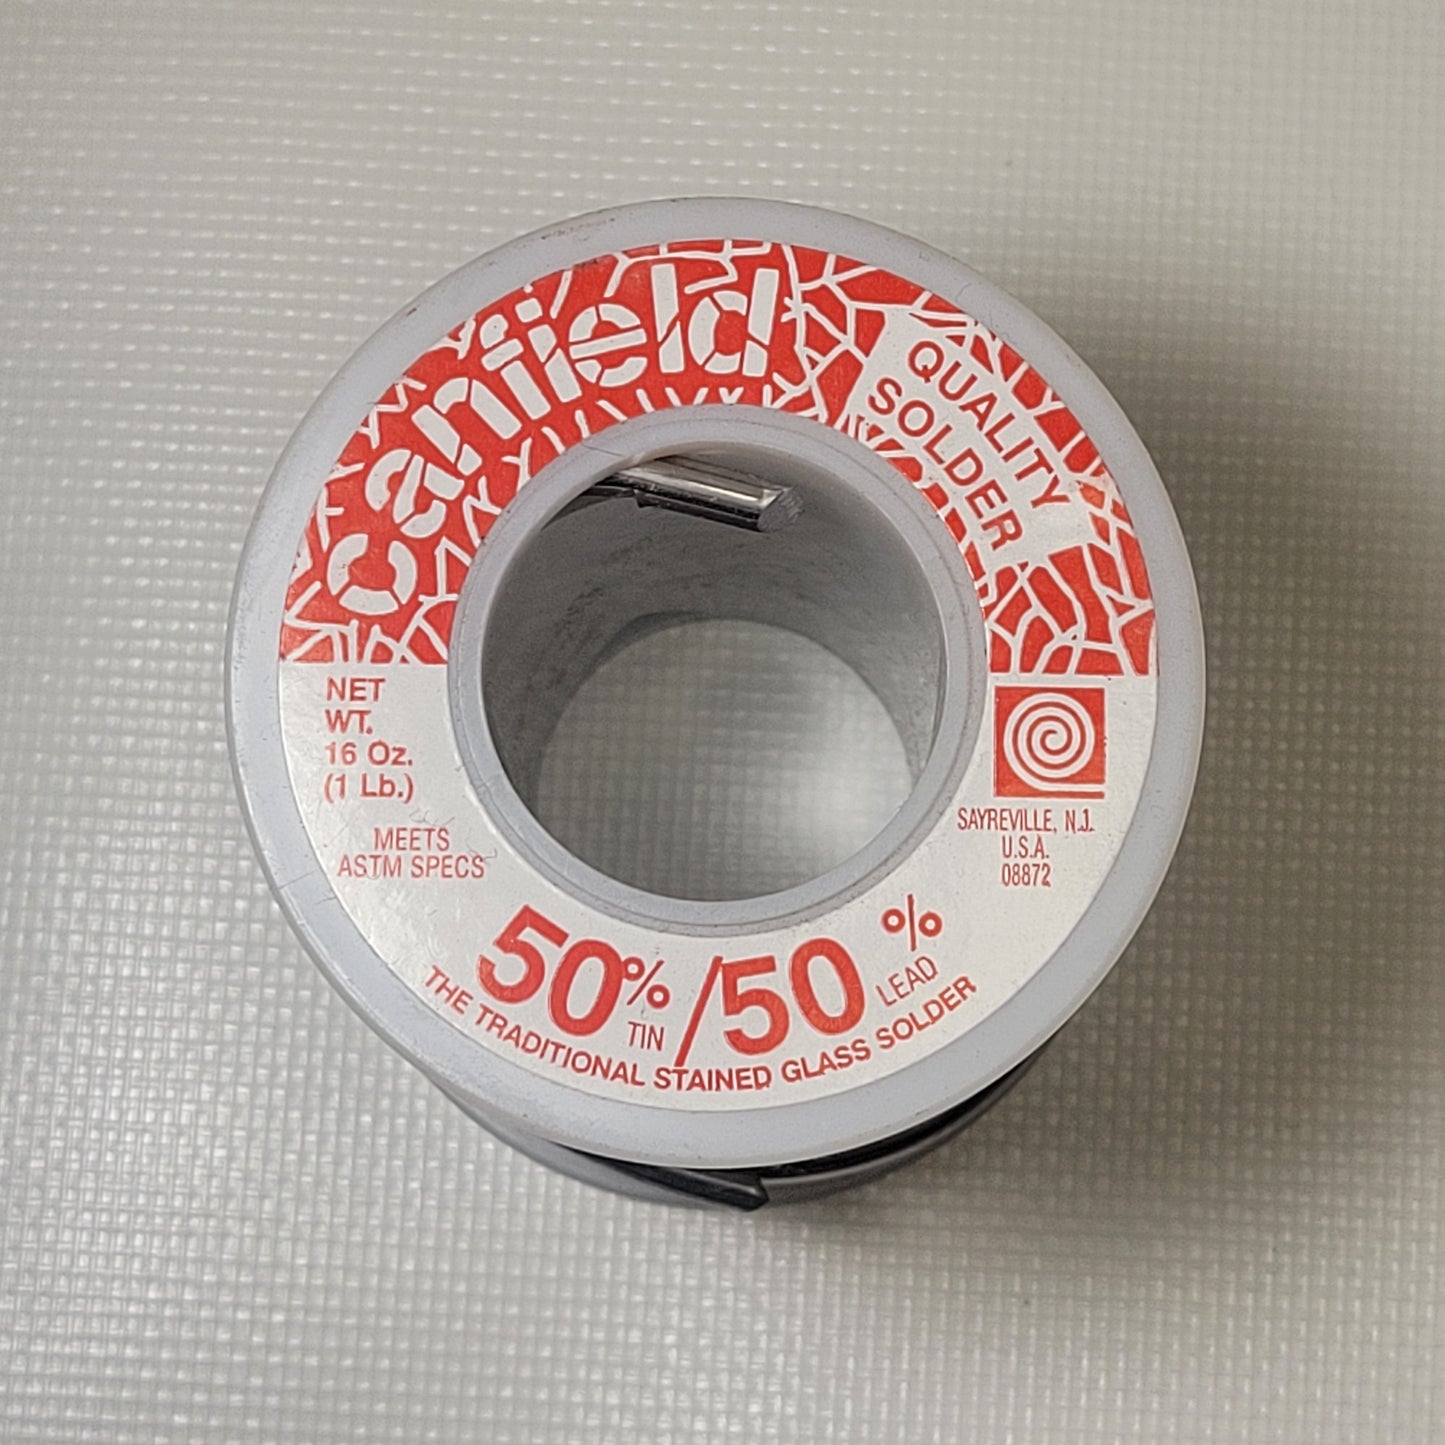 Canfield
QUALITY
SOLDER
NET
WT.
16 Oz.
(1 Lb.)
MEETS
ASTM SPECS
SAYREVILLE, N.J.
U.S.A.
08872
50% TIN / 50% LEAD
THE TRADITIONAL STAINED GLASS SOLDER